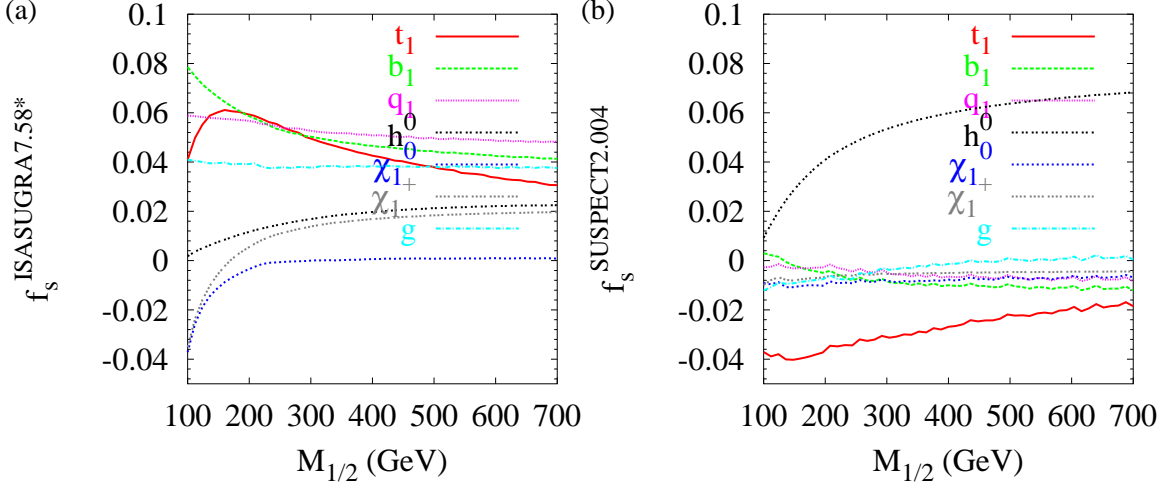 (a)
f_s^ISASUGRA7.58*
0.1
0.08
0.06
0.04
0.02
0
-0.02
-0.04
t_1
b_1
q_1
h^0
χ_1^0
χ_1^+
g
100 200 300 400 500 600 700
M_1/2 (GeV)
(b)
f_s^SUSPECT2.004
0.1
0.08
0.06
0.04
0.02
0
-0.02
-0.04
t_1
b_1
q_1
h^0
χ_1^0
χ_1^+
g
100 200 300 400 500 600 700
M_1/2 (GeV)